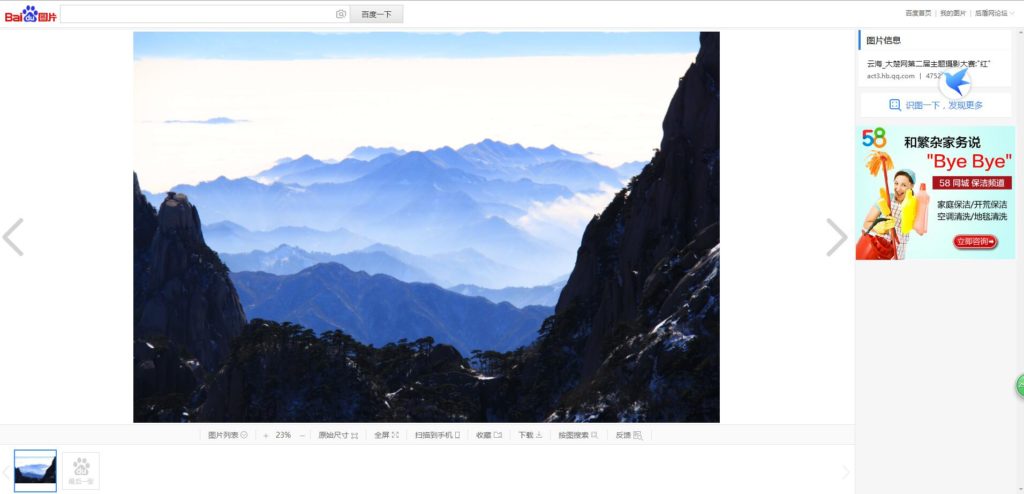 Bai du 图片
百度一下
百度首页 | 我的图片 | 后盾网论坛
图片信息
云海_大楚网第二届主题摄影大赛:"红"
act3.hb.qq.com | 4752
识图一下，发现更多
58
和繁杂家务说
"Bye Bye"
58 同城 保洁频道
家庭保洁/开荒保洁
空调清洗/地毯清洗
立即咨询
图片列表 + 23% − 原始尺寸 全屏 扫描到手机 收藏 下载 按图搜索 反馈
du
最后一张